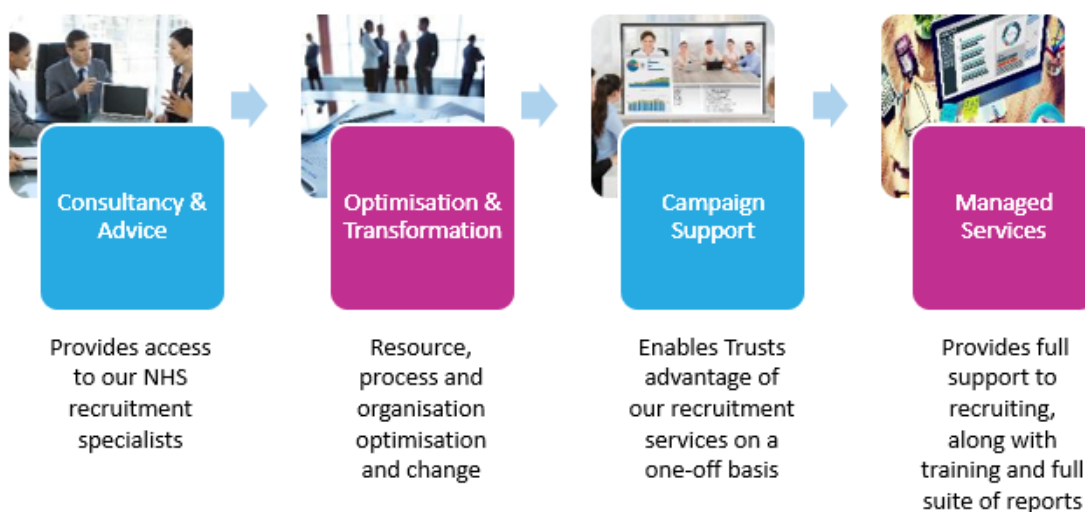 Consultancy &
Advice
Optimisation &
Transformation
Campaign
Support
Managed
Services
Provides access
to our NHS
recruitment
specialists
Resource,
process and
organisation
optimisation
and change
Enables Trusts
advantage of
our recruitment
services on a
one-off basis
Provides full
support to
recruiting,
along with
training and full
suite of reports